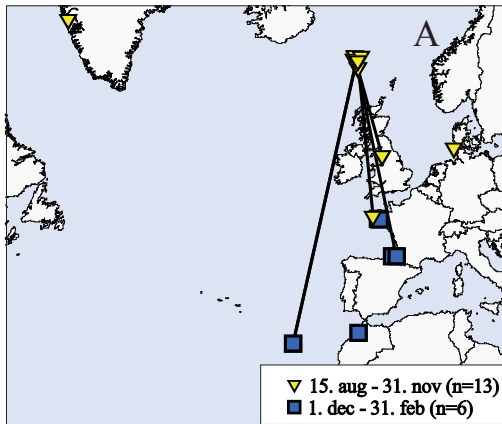 A
15. aug - 31. nov (n=13)
1. dec - 31. feb (n=6)